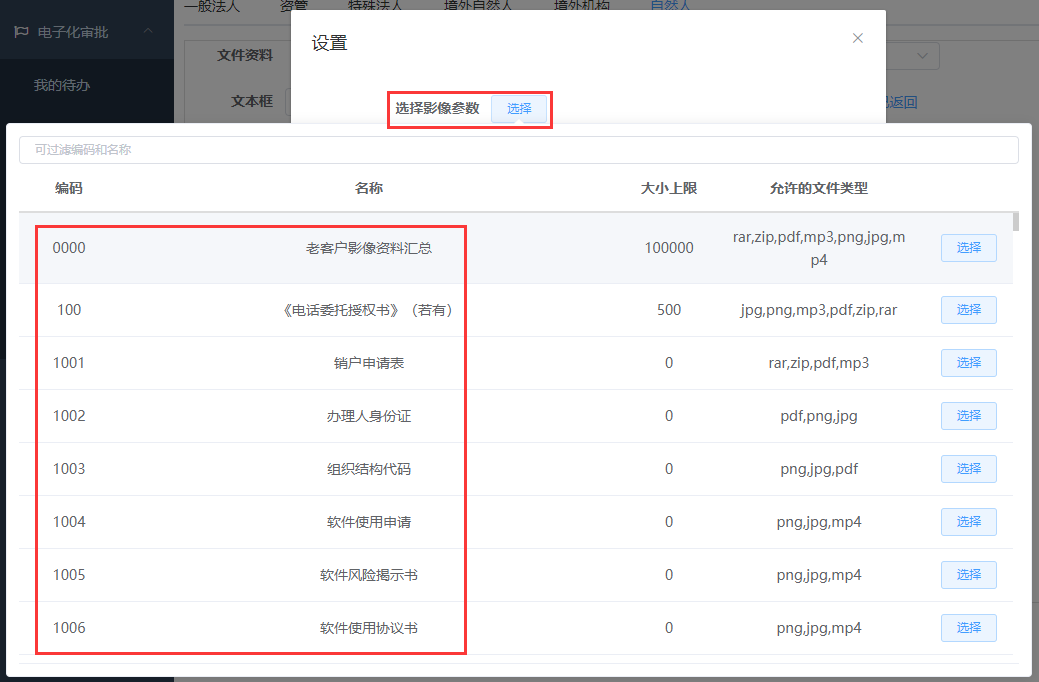 一般法人 资管 特殊法人 境外自然人 境外机构 自然人
电子化审批
我的待办
文件资料
文本框
设置
选择影像参数 选择
返回
可过滤编码和名称
编码 名称 大小上限 允许的文件类型
0000 老客户影像资料汇总 100000 rar,zip,pdf,mp3,png,jpg,m
p4 选择
100 《电话委托授权书》（若有） 500 jpg,png,mp3,pdf,zip,rar 选择
1001 销户申请表 0 rar,zip,pdf,mp3 选择
1002 办理人身份证 0 pdf,png,jpg 选择
1003 组织结构代码 0 png,jpg,pdf 选择
1004 软件使用申请 0 png,jpg,mp4 选择
1005 软件风险揭示书 0 png,jpg,mp4 选择
1006 软件使用协议书 0 png,jpg,mp4 选择